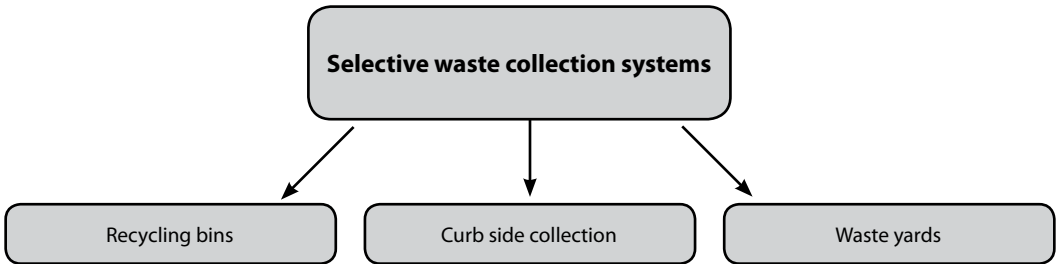 Selective waste collection systems
Recycling bins
Curb side collection
Waste yards